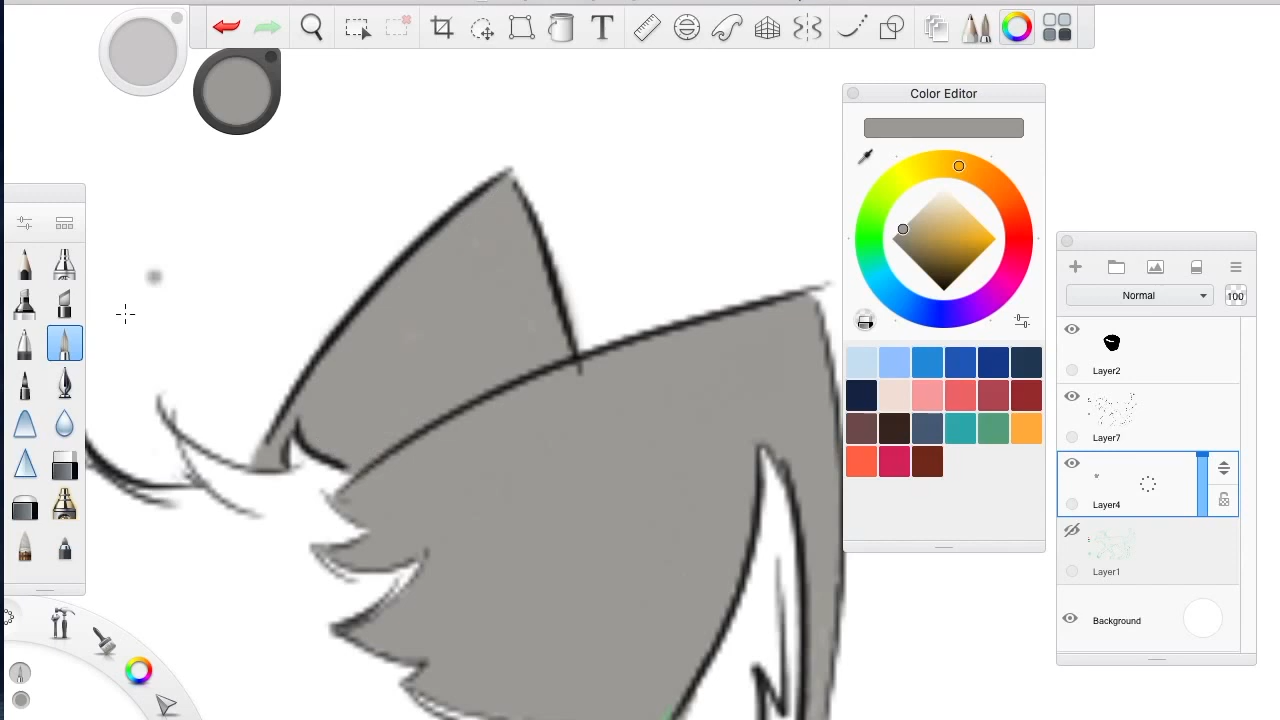 T
Color Editor
Normal
100
Layer2
Layer7
Layer4
Layer1
Background